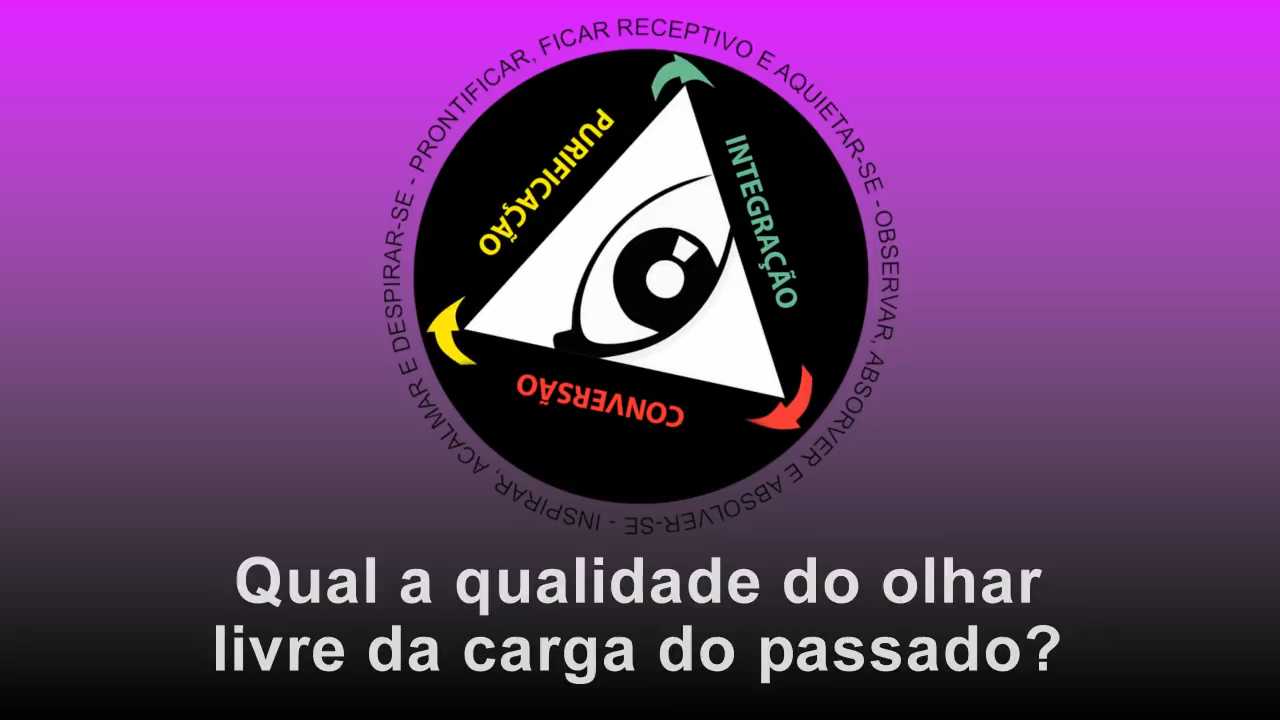 PRONTIFICAR, FICAR RECEPTIVO E AQUIETAR-SE - OBSERVAR, ABSORVER E ABSOLVER-SE - INSPIRAR, ACALMAR E DESPIRAR-SE -
PURIFICAÇÃO
INTEGRAÇÃO
CONVERSÃO
Qual a qualidade do olhar
livre da carga do passado?